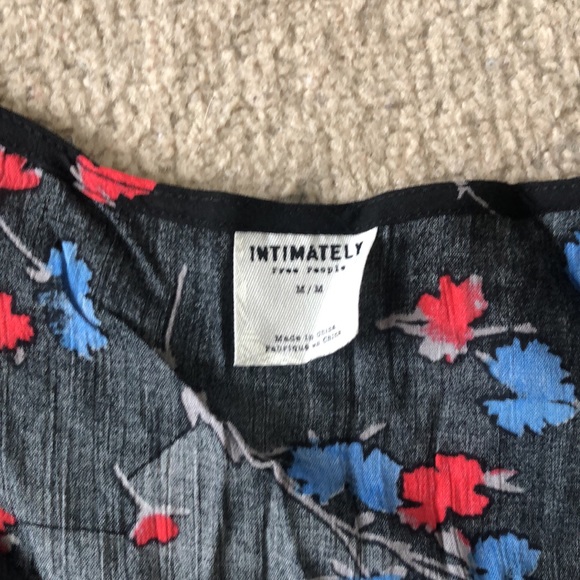 INTIMATELY
Free People
M/M
Made in China
Fabriqué en Chine